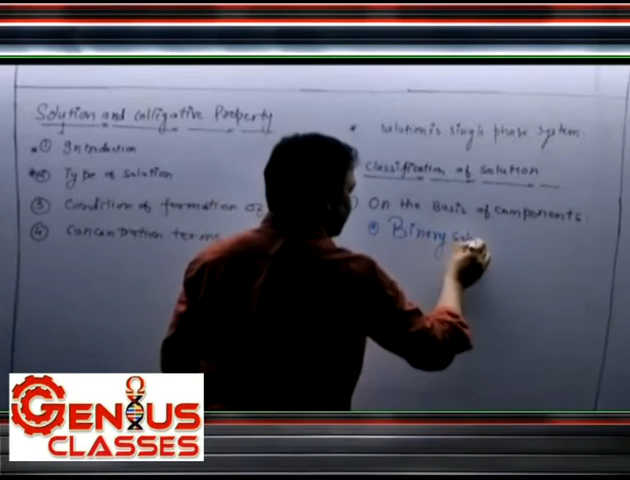 Solution and Colligative Property
① Introduction
② Type of solution
③ Condition of formation of
④ Concentration terms
* Solution is single phase system.
Classification of solution
On the Basis of components
Binary
GENIUS
CLASSES